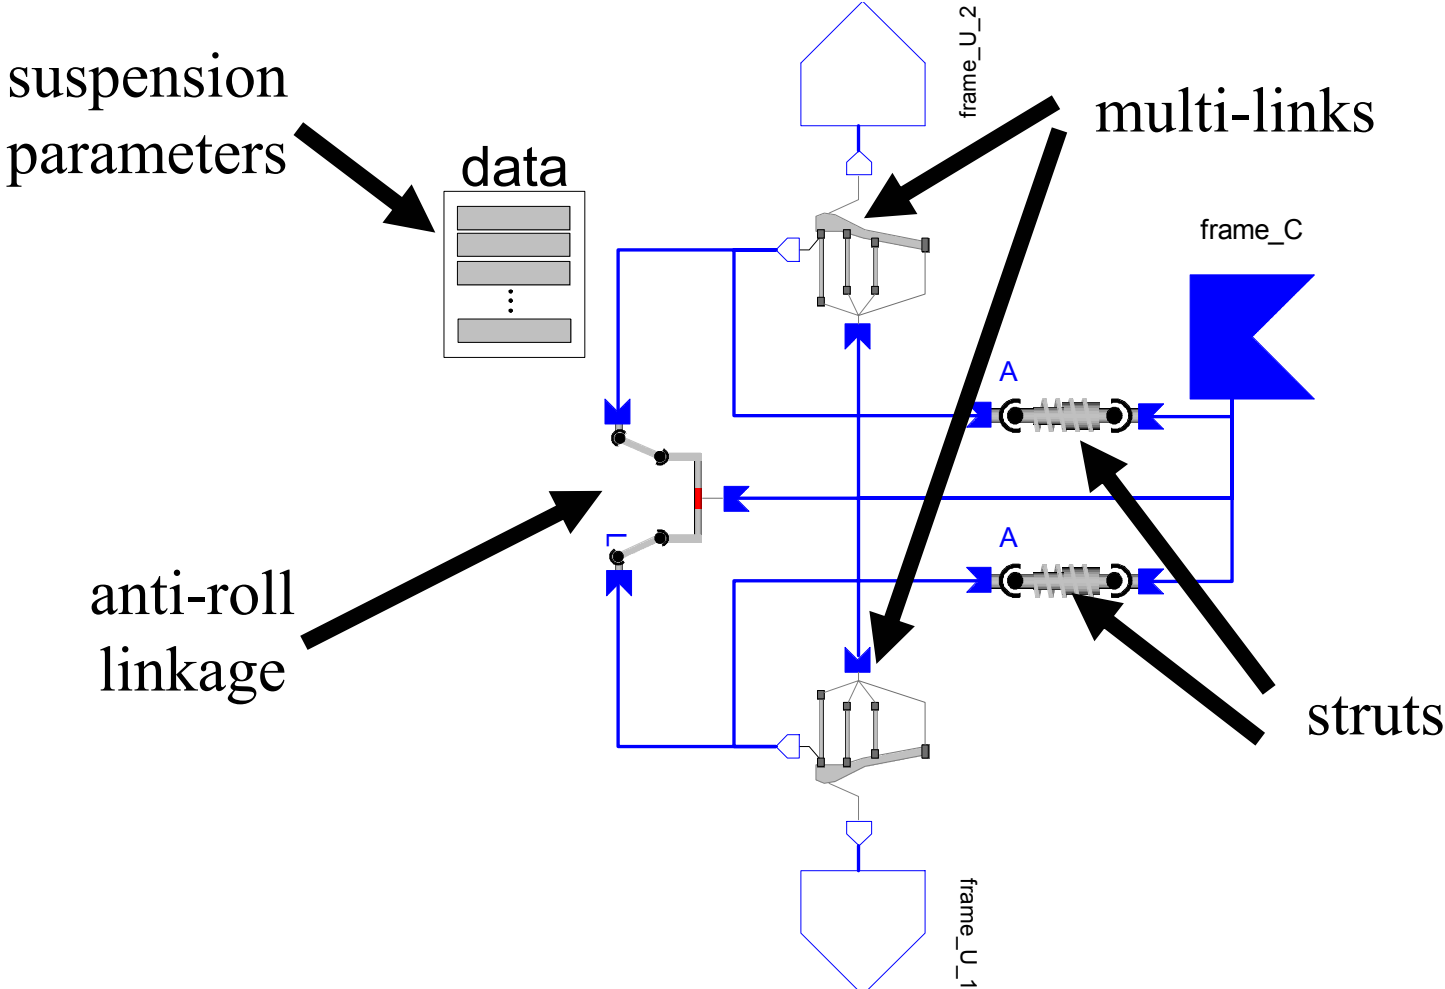 suspension
parameters
data
frame_U_2
multi-links
frame_C
A
L
A
anti-roll
linkage
struts
frame_U_1